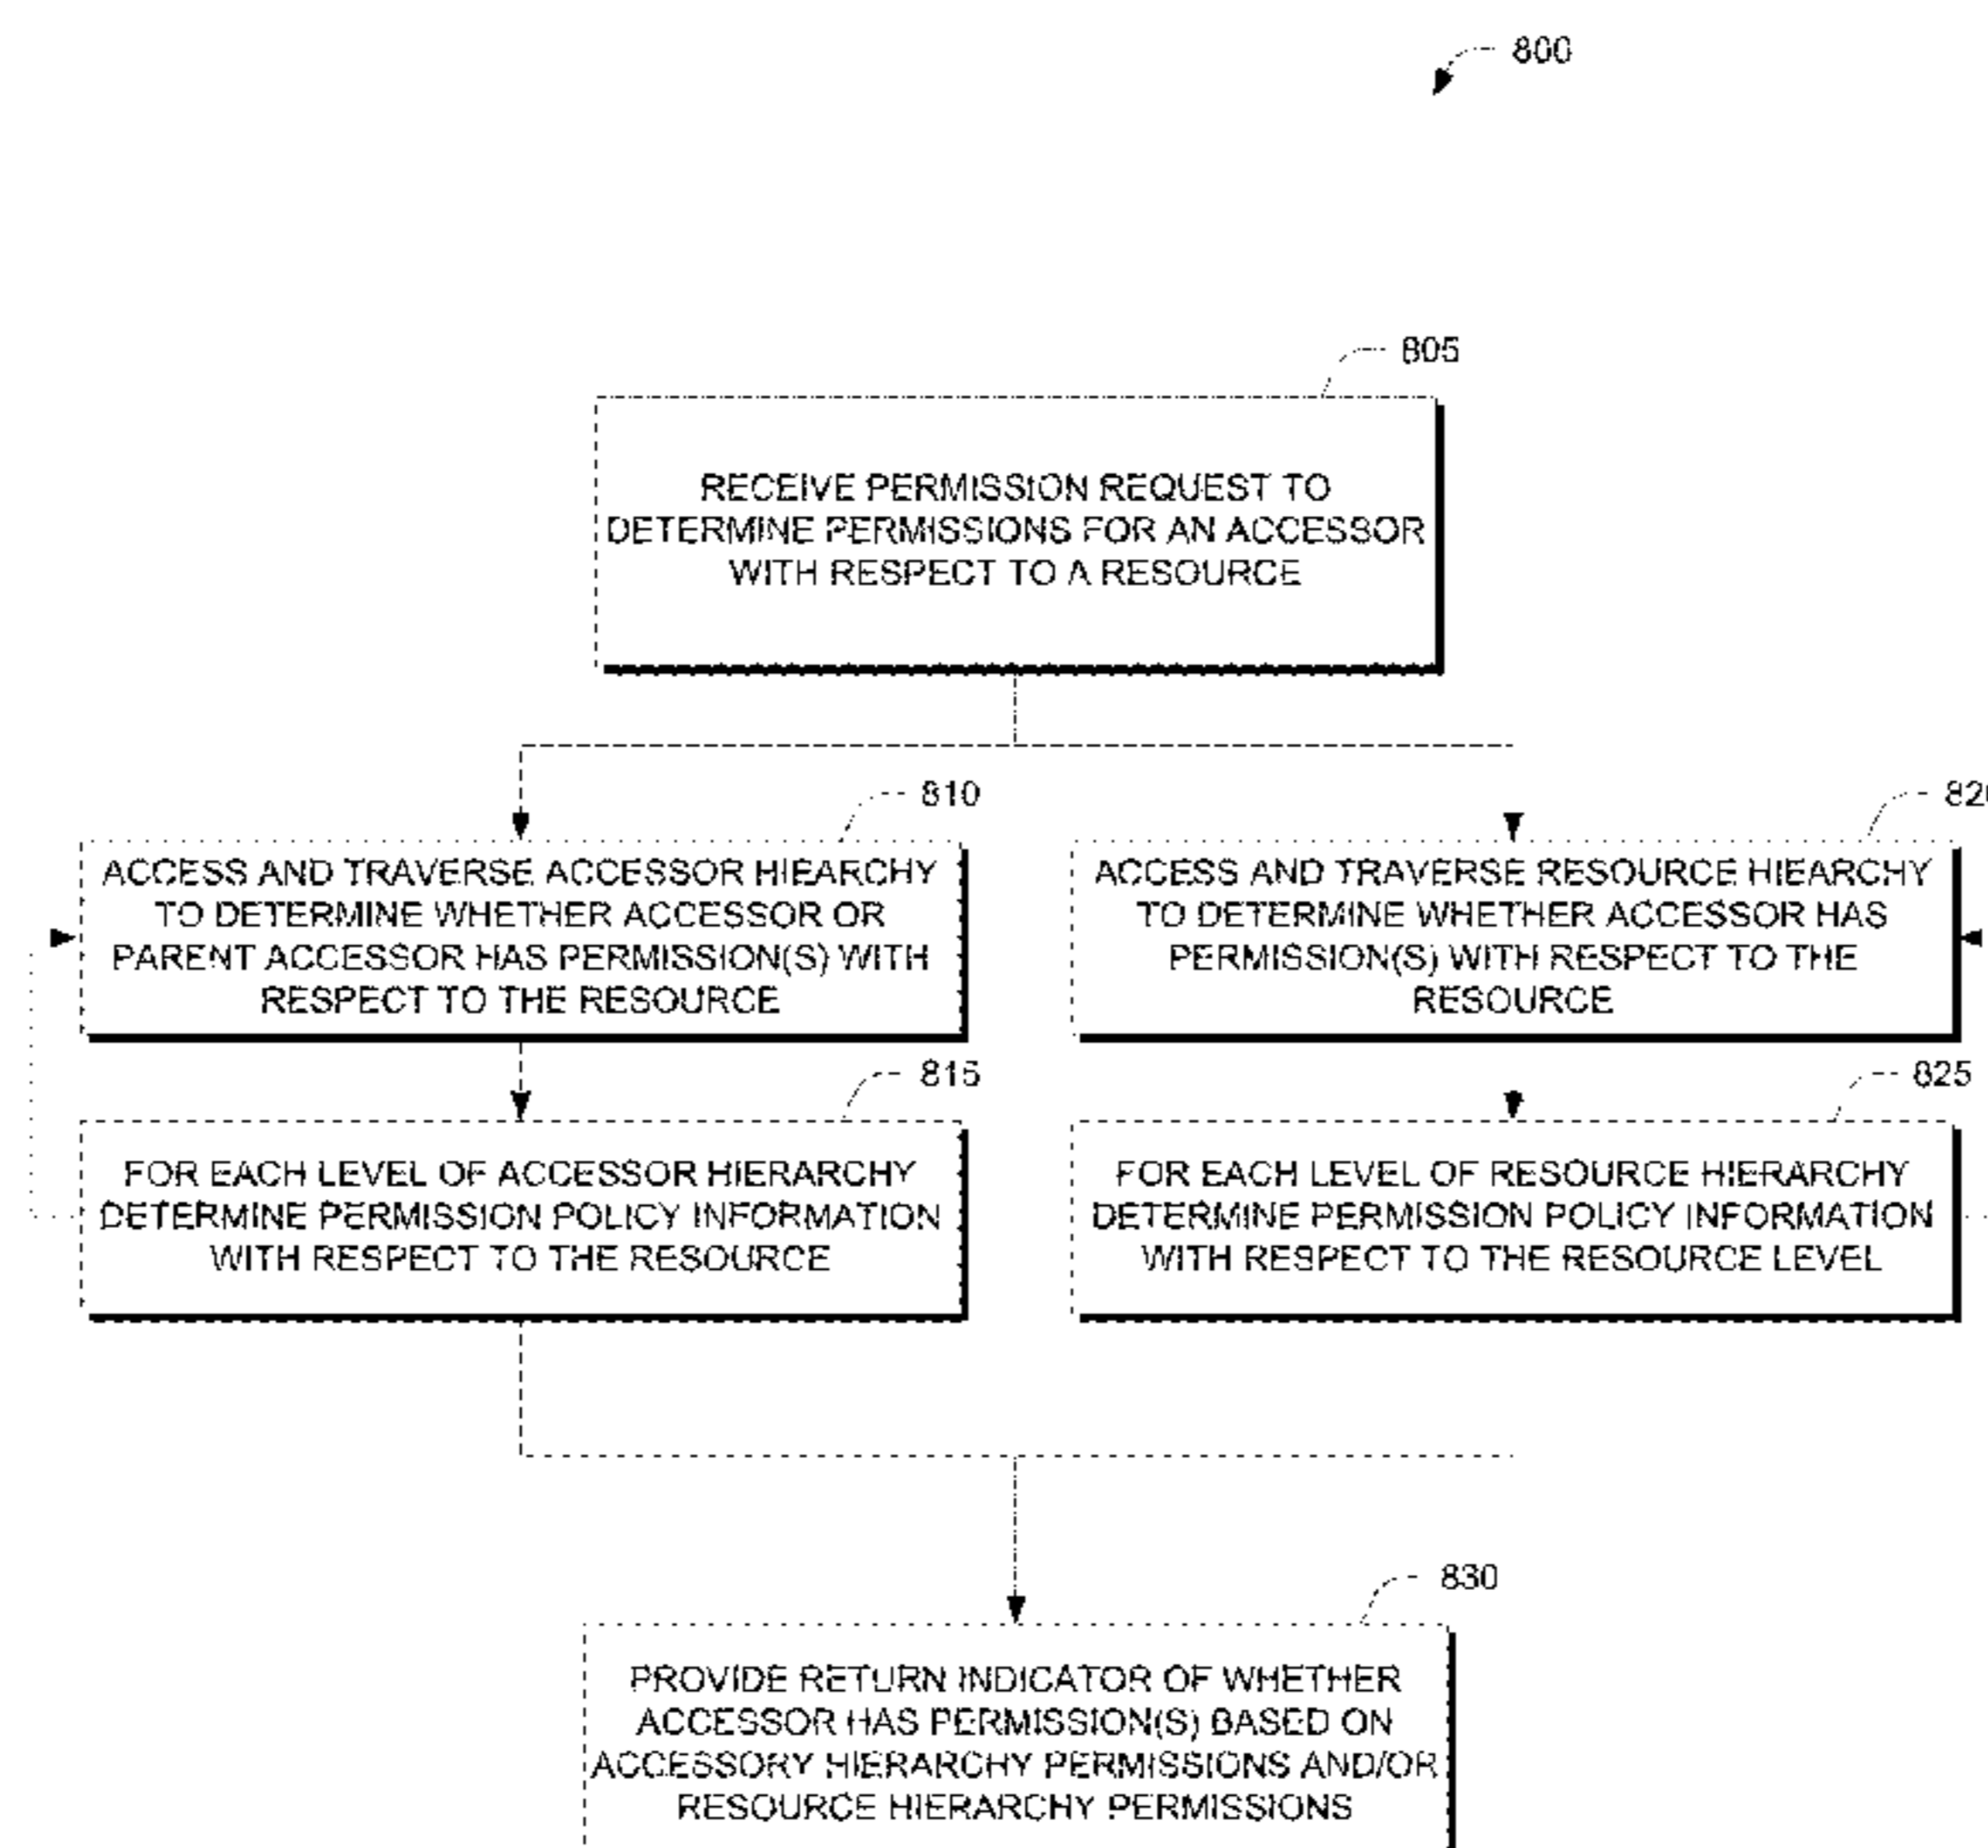 800
805
RECEIVE PERMISSION REQUEST TO
DETERMINE PERMISSIONS FOR AN ACCESSOR
WITH RESPECT TO A RESOURCE
810
ACCESS AND TRAVERSE ACCESSOR HIEARCHY
TO DETERMINE WHETHER ACCESSOR OR
PARENT ACCESSOR HAS PERMISSION(S) WITH
RESPECT TO THE RESOURCE
820
ACCESS AND TRAVERSE RESOURCE HIEARCHY
TO DETERMINE WHETHER ACCESSOR HAS
PERMISSION(S) WITH RESPECT TO THE
RESOURCE
815
FOR EACH LEVEL OF ACCESSOR HIERARCHY
DETERMINE PERMISSION POLICY INFORMATION
WITH RESPECT TO THE RESOURCE
825
FOR EACH LEVEL OF RESOURCE HIERARCHY
DETERMINE PERMISSION POLICY INFORMATION
WITH RESPECT TO THE RESOURCE LEVEL
830
PROVIDE RETURN INDICATOR OF WHETHER
ACCESSOR HAS PERMISSION(S) BASED ON
ACCESSORY HIERARCHY PERMISSIONS AND/OR
RESOURCE HIERARCHY PERMISSIONS